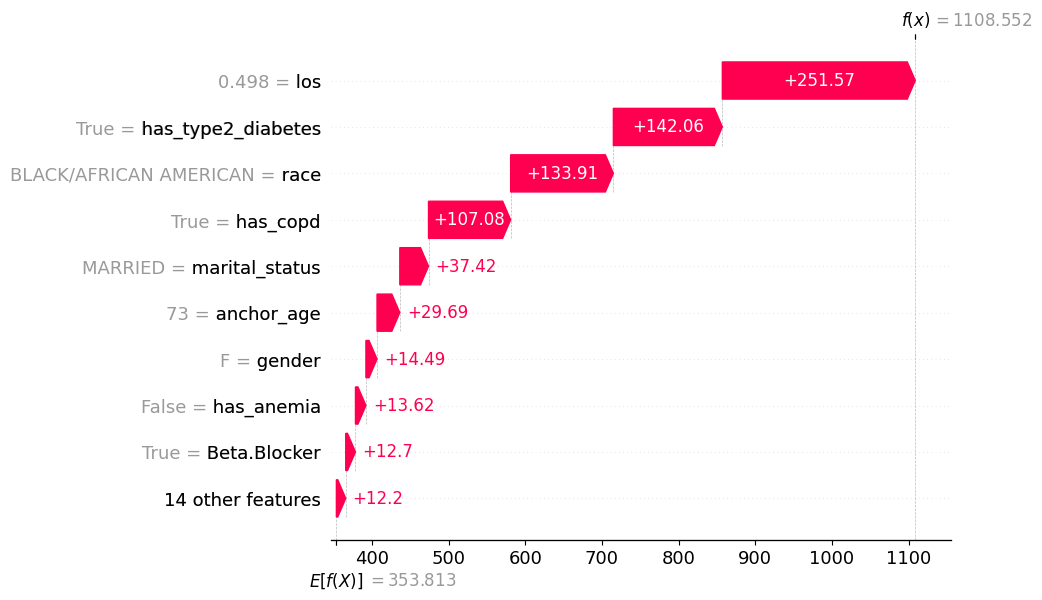 f(x) = 1108.552
0.498 = los +251.57
True = has_type2_diabetes +142.06
BLACK/AFRICAN AMERICAN = race +133.91
True = has_copd +107.08
MARRIED = marital_status +37.42
73 = anchor_age +29.69
F = gender +14.49
False = has_anemia +13.62
True = Beta.Blocker +12.7
14 other features +12.2
400 500 600 700 800 900 1000 1100
E[f(X)] = 353.813